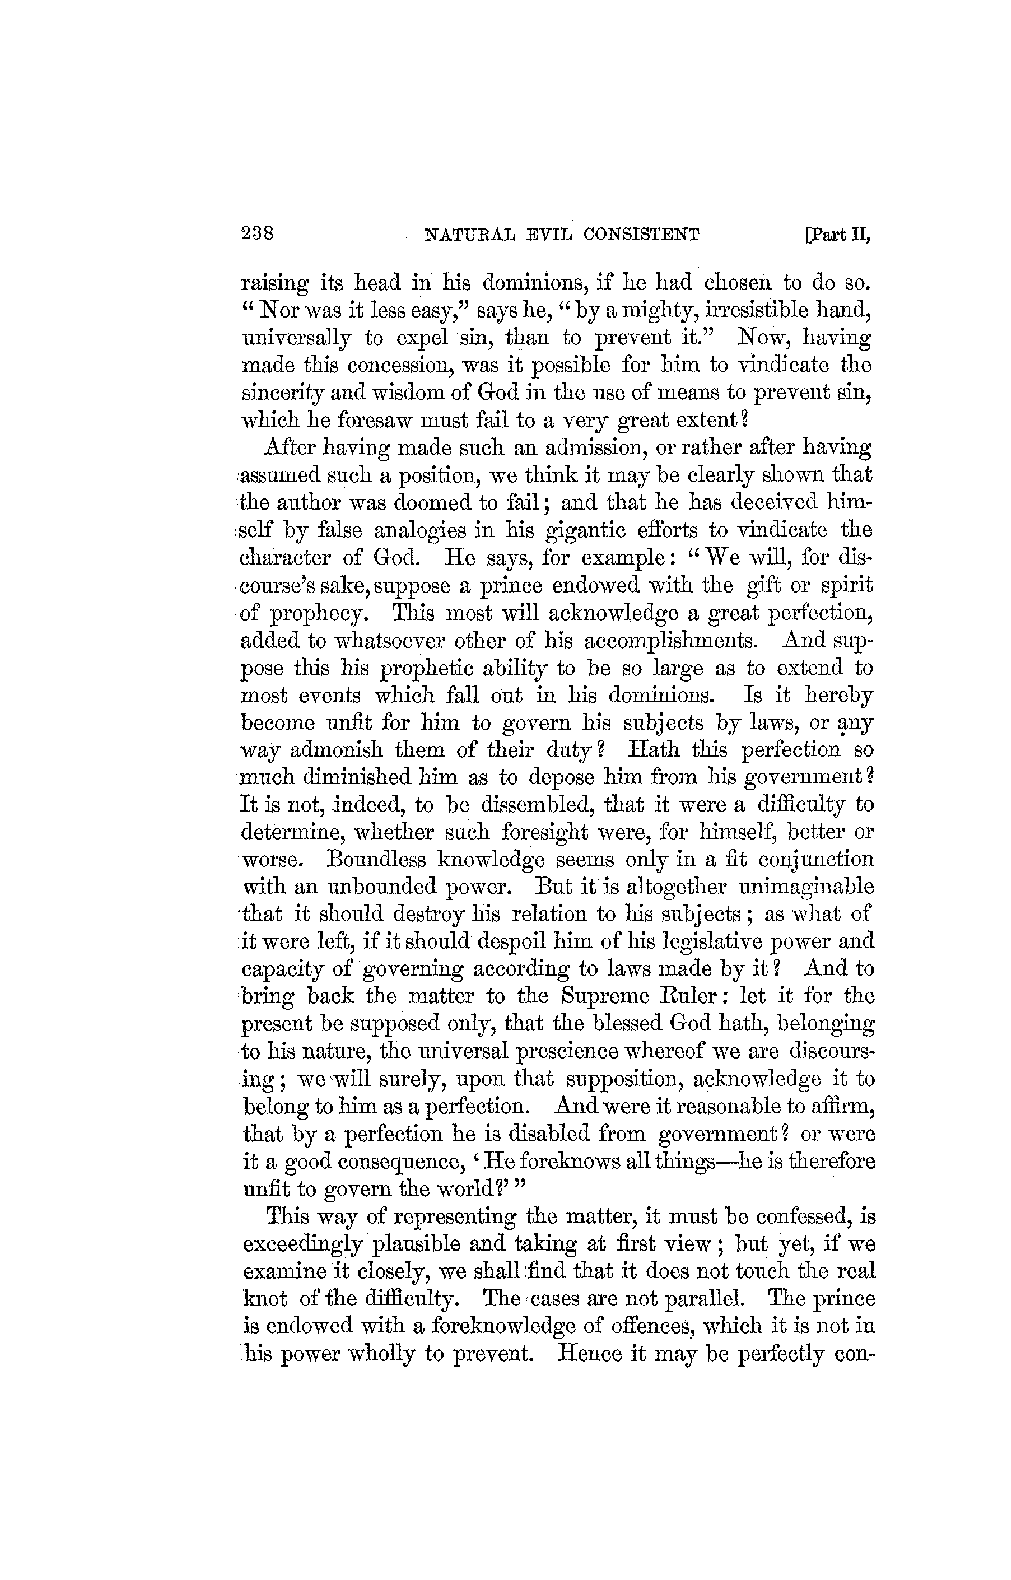 238 NATURAL EVIL CONSISTENT [Part II,
raising its head in his dominions, if he had chosen to do so.
“Nor was it less easy,” says he, “by a mighty, irresistible hand,
universally to expel sin, than to prevent it.” Now, having
made this concession, was it possible for him to vindicate the
sincerity and wisdom of God in the use of means to prevent sin,
which he foresaw must fail to a very great extent?
After having made such an admission, or rather after having
assumed such a position, we think it may be clearly shown that
the author was doomed to fail; and that he has deceived him-
self by false analogies in his gigantic efforts to vindicate the
character of God. He says, for example: “We will, for dis-
course's sake, suppose a prince endowed with the gift or spirit
of prophecy. This most will acknowledge a great perfection,
added to whatsoever other of his accomplishments. And sup-
pose this his prophetic ability to be so large as to extend to
most events which fall out in his dominions. Is it hereby
become unfit for him to govern his subjects by laws, or any
way admonish them of their duty? Hath this perfection so
much diminished him as to depose him from his government?
It is not, indeed, to be dissembled, that it were a difficulty to
determine, whether such foresight were, for himself, better or
worse. Boundless knowledge seems only in a fit conjunction
with an unbounded power. But it is altogether unimaginable
that it should destroy his relation to his subjects; as what of
it were left, if it should despoil him of his legislative power and
capacity of governing according to laws made by it? And to
bring back the matter to the Supreme Ruler: let it for the
present be supposed only, that the blessed God hath, belonging
to his nature, the universal prescience whereof we are discours-
ing; we will surely, upon that supposition, acknowledge it to
belong to him as a perfection. And were it reasonable to affirm,
that by a perfection he is disabled from government? or were
it a good consequence, ‘He foreknows all things—he is therefore
unfit to govern the world?’”
This way of representing the matter, it must be confessed, is
exceedingly plausible and taking at first view; but yet, if we
examine it closely, we shall find that it does not touch the real
knot of the difficulty. The cases are not parallel. The prince
is endowed with a foreknowledge of offences, which it is not in
his power wholly to prevent. Hence it may be perfectly con-